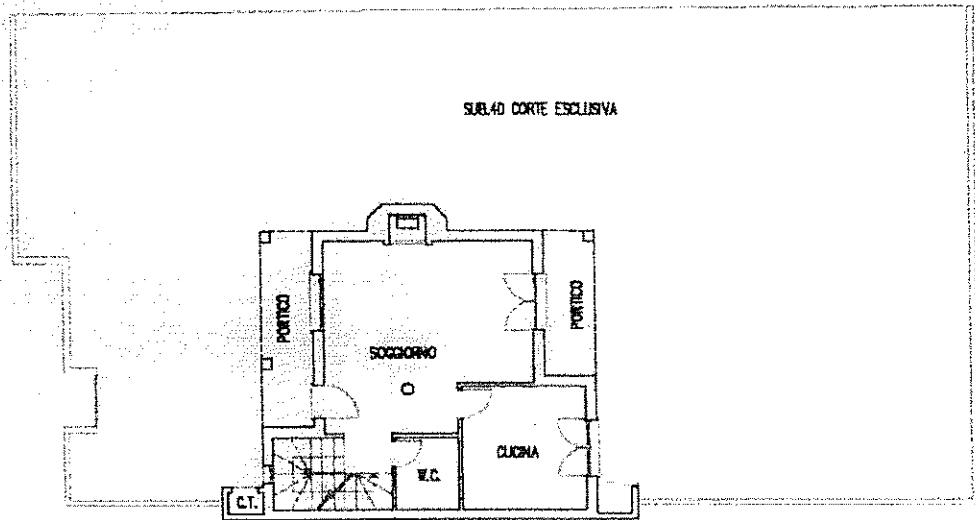 SUB.40 CORTE ESCLUSIVA
PORTICO
PORTICO
SOGGIORNO
CUCINA
W.C.
C.T.